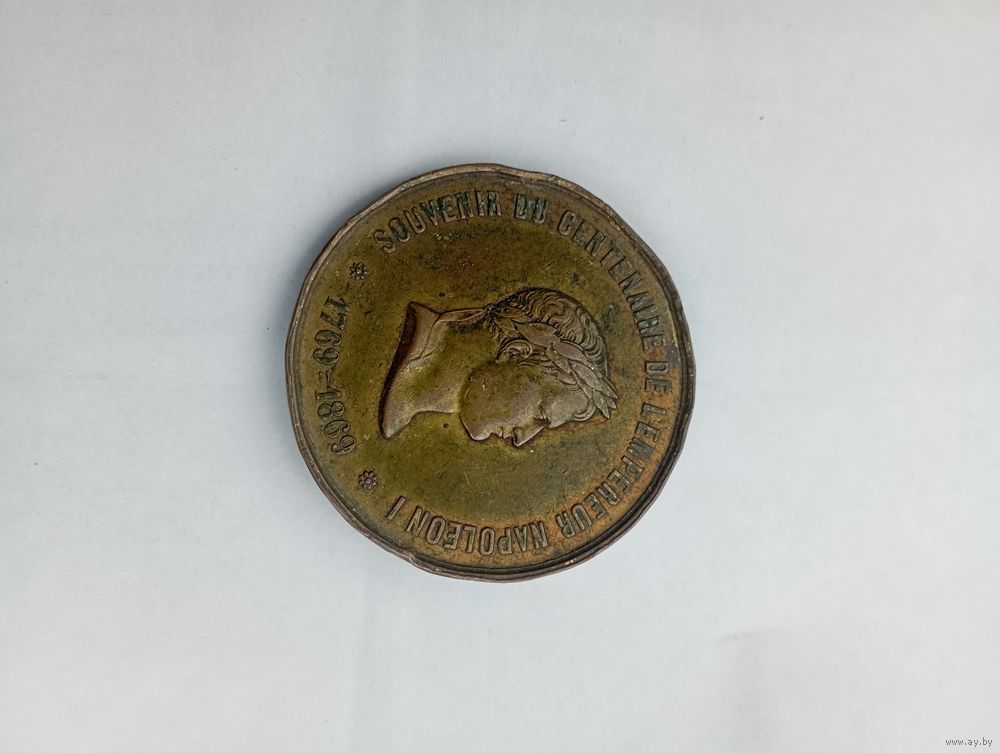 SOUVENIR DU CENTENAIRE DE L'EMPEREUR NAPOLEON I
1769=1869
www.ay.by